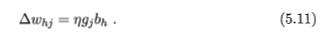 Δw_{hj} = ηg_j b_h . (5.11)